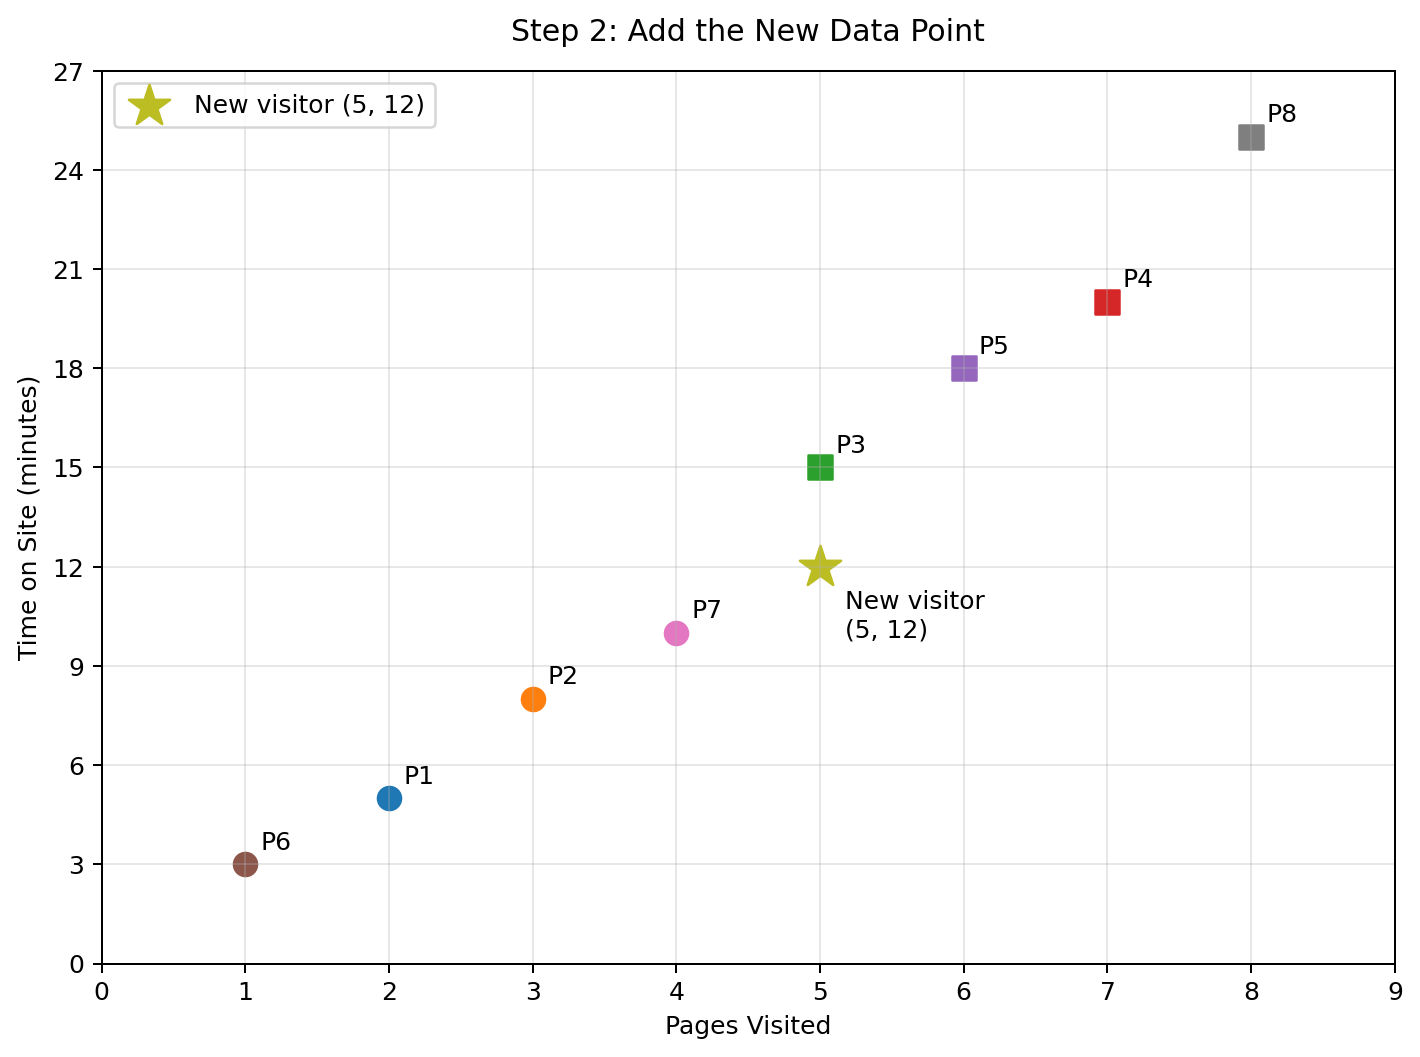 Step 2: Add the New Data Point
New visitor (5, 12)
27
24
21
18
15
12
9
6
3
0
Time on Site (minutes)
P8
P4
P5
P3
New visitor
(5, 12)
P7
P2
P1
P6
0 1 2 3 4 5 6 7 8 9
Pages Visited